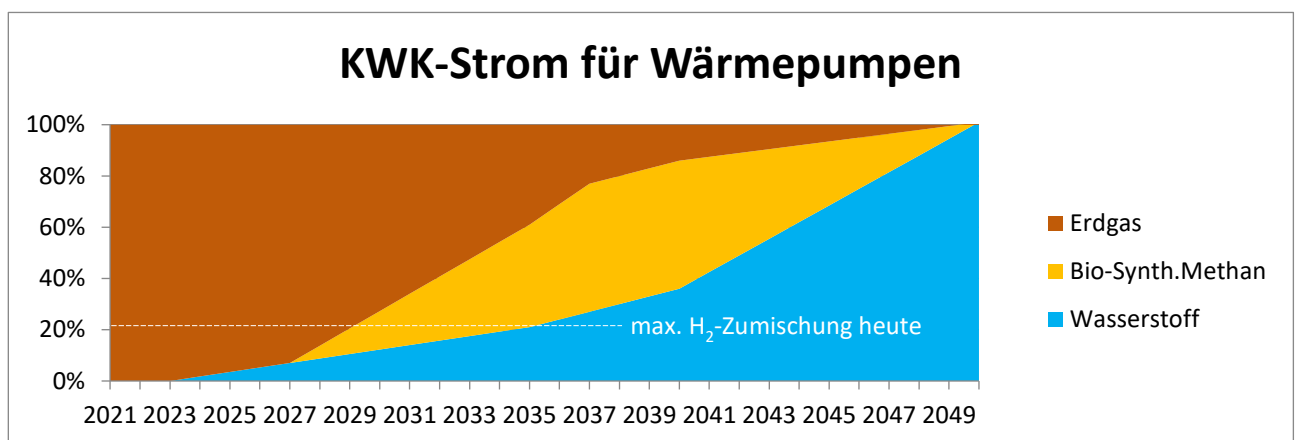 KWK-Strom für Wärmepumpen
100%
80%
60%
40%
20%
0%
max. H₂-Zumischung heute
2021 2023 2025 2027 2029 2031 2033 2035 2037 2039 2041 2043 2045 2047 2049
Erdgas
Bio-Synth.Methan
Wasserstoff